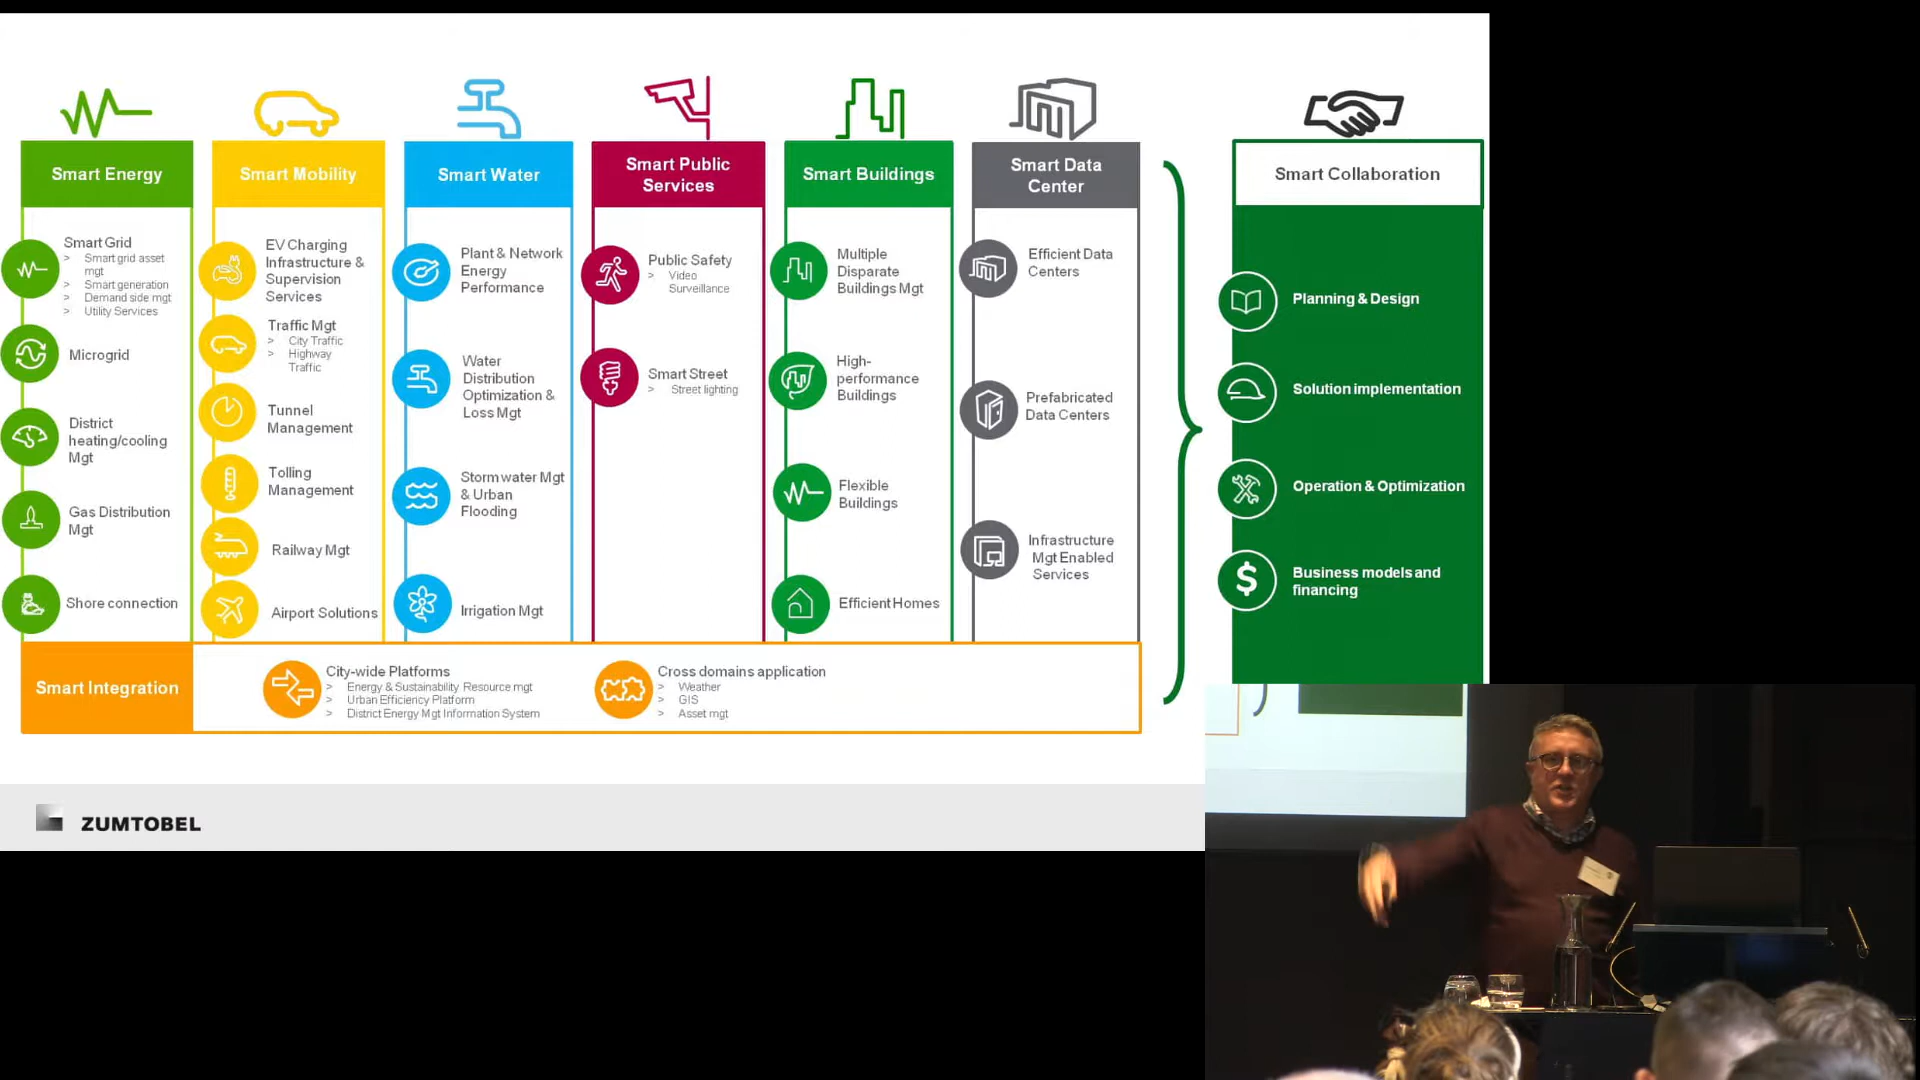 Smart Energy
Smart Grid
> Smart grid asset
mgt
> Smart generation
> Demand side mgt
> Utility Services
Microgrid
District
heating/cooling
Mgt
Gas Distribution
Mgt
Shore connection
Smart Mobility
EV Charging
Infrastructure &
Supervision
Services
Traffic Mgt
> City Traffic
> Highway
Traffic
Tunnel
Management
Tolling
Management
Railway Mgt
Airport Solutions
Smart Water
Plant & Network
Energy
Performance
Water
Distribution
Optimization &
Loss Mgt
Stormwater Mgt
& Urban
Flooding
Irrigation Mgt
Smart Public
Services
Public Safety
> Video
Surveillance
Smart Street
> Street lighting
Smart Buildings
Multiple
Disparate
Buildings Mgt
High-
performance
Buildings
Flexible
Buildings
Efficient Homes
Smart Data
Center
Efficient Data
Centers
Prefabricated
Data Centers
Infrastructure
Mgt Enabled
Services
Smart Collaboration
Planning & Design
Solution implementation
Operation & Optimization
$
Business models and
financing
Smart Integration
City-wide Platforms
> Energy & Sustainability Resource mgt
> Urban Efficiency Platform
> District Energy Mgt Information System
Cross domains application
> Weather
> GIS
> Asset mgt
ZUMTOBEL